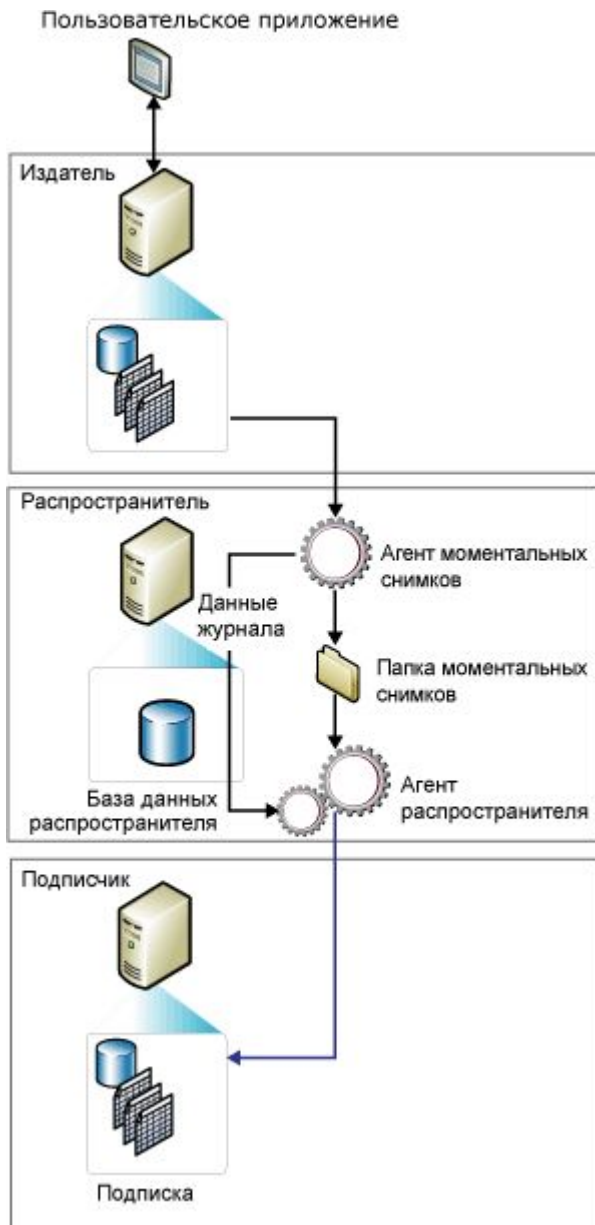 Пользовательское приложение
Издатель
Распространитель
Агент моментальных
снимков
Данные
журнала
Папка моментальных
снимков
База данных
распространителя
Агент
распространителя
Подписчик
Подписка